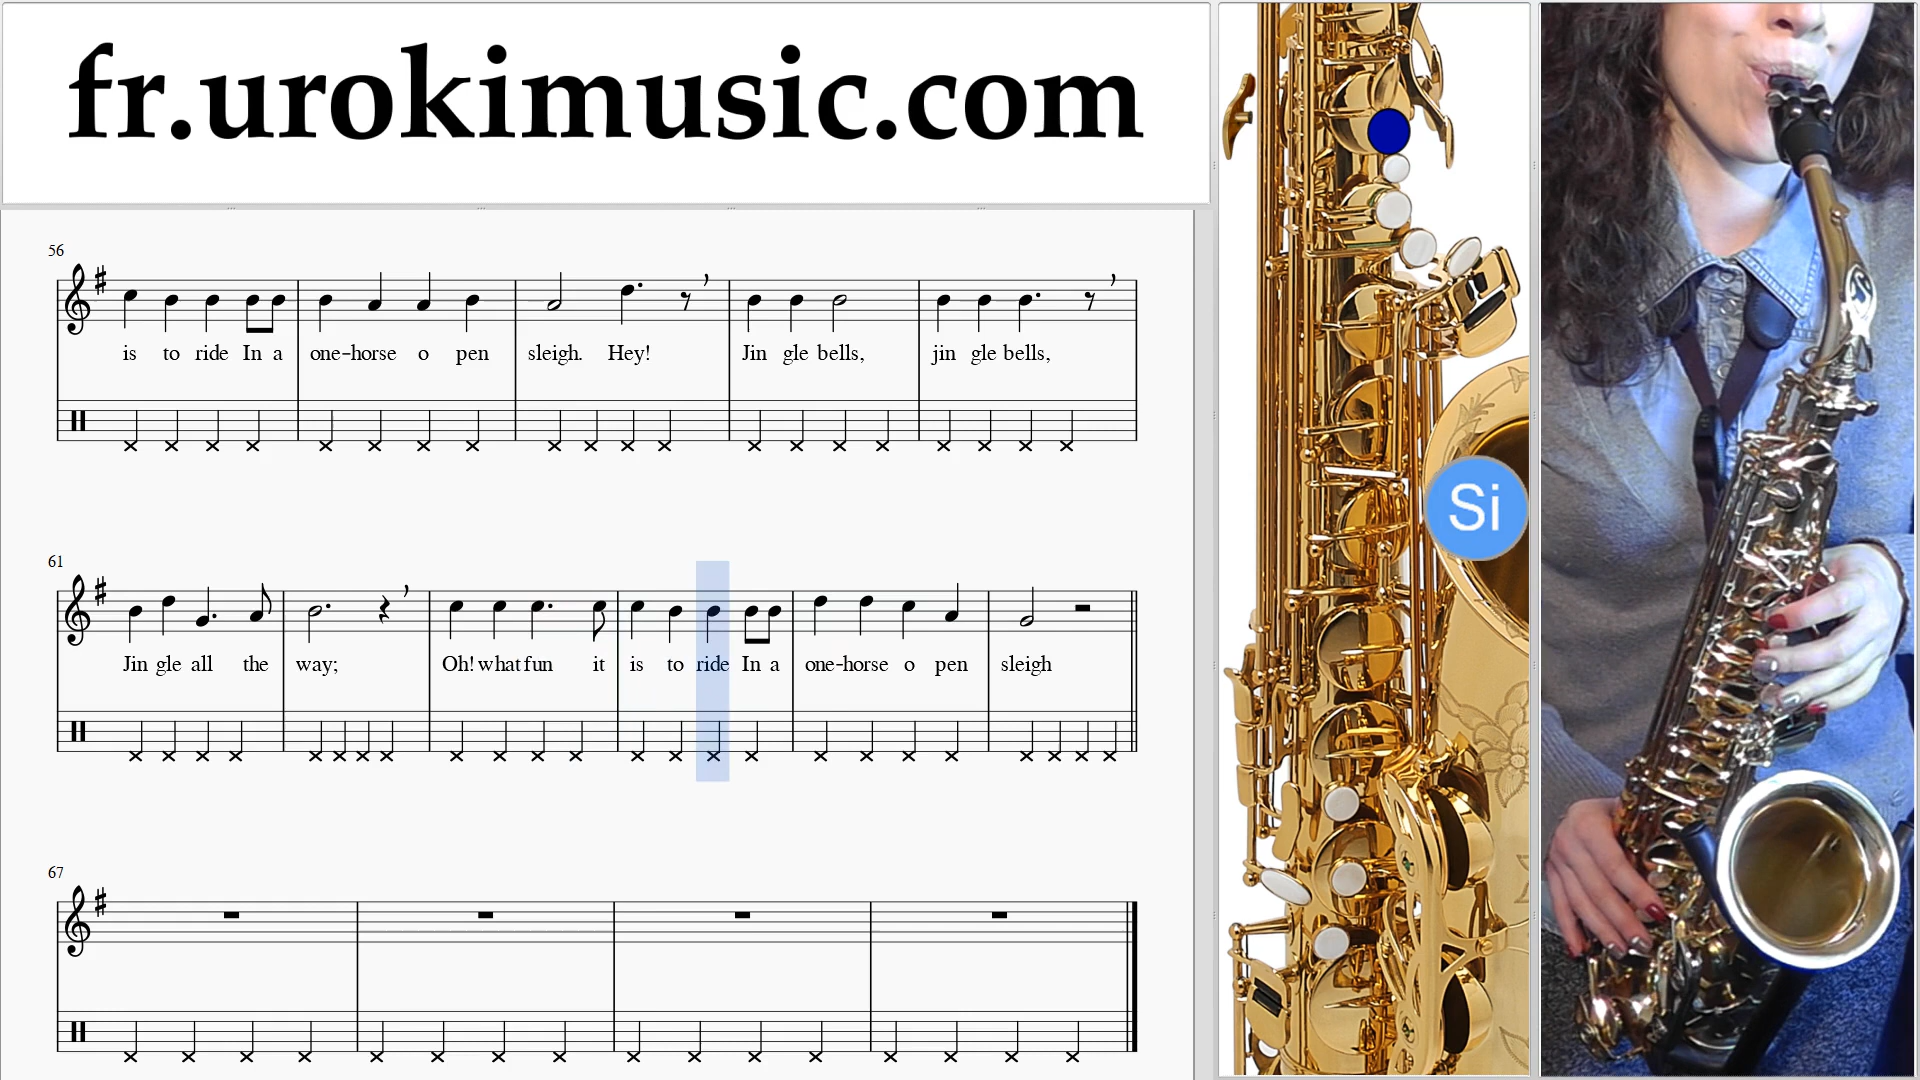 fr.urokimusic.com
56
is to ride In a one-horse o pen sleigh. Hey! Jin gle bells, jin gle bells,
61
Jin gle all the way; Oh! what fun it is to ride In a one-horse o pen sleigh
67
Si